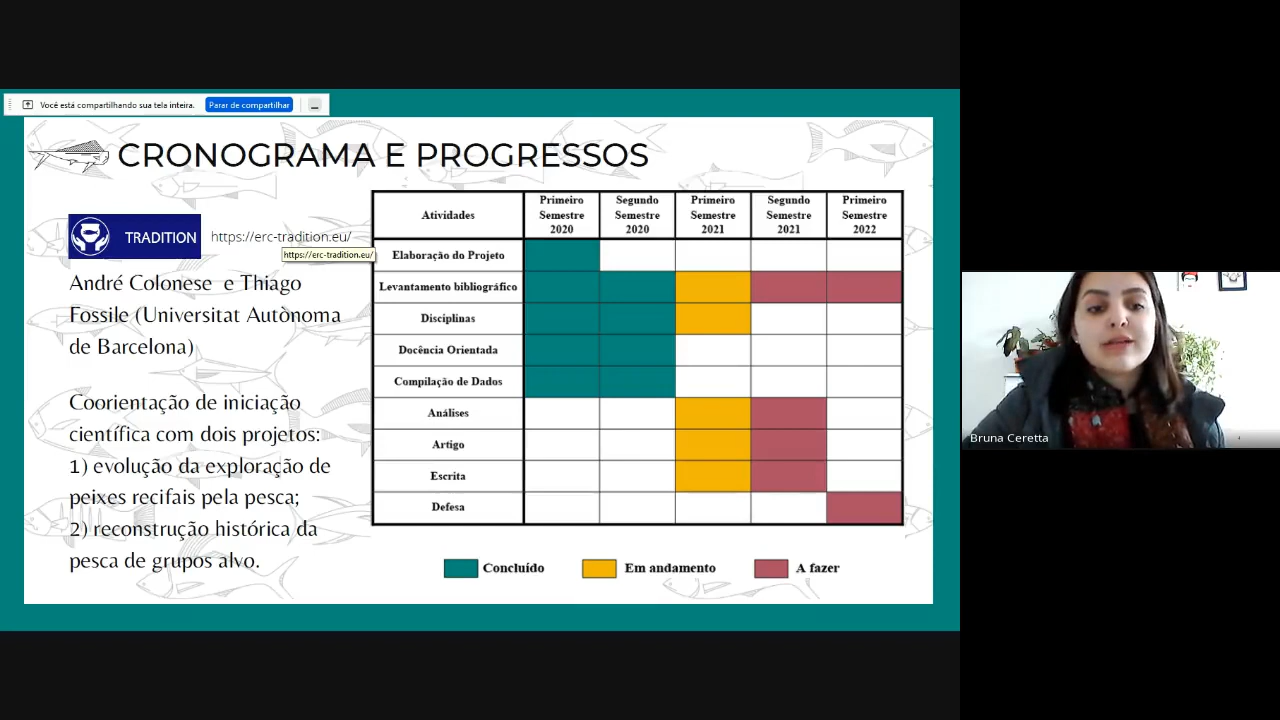 Você está compartilhando sua tela inteira. Parar de compartilhar
CRONOGRAMA E PROGRESSOS
TRADITION https://erc-tradition.eu/
https://erc-tradition.eu/
André Colonese e Thiago
Fossile (Universitat Autònoma
de Barcelona)
Coorientação de iniciação
científica com dois projetos:
1) evolução da exploração de
peixes recifais pela pesca;
2) reconstrução histórica da
pesca de grupos alvo.
Atividades
Primeiro
Semestre
2020
Segundo
Semestre
2020
Primeiro
Semestre
2021
Segundo
Semestre
2021
Primeiro
Semestre
2022
Elaboração do Projeto
Levantamento bibliográfico
Disciplinas
Docência Orientada
Compilação de Dados
Análises
Artigo
Escrita
Defesa
Concluído Em andamento A fazer
Bruna Ceretta